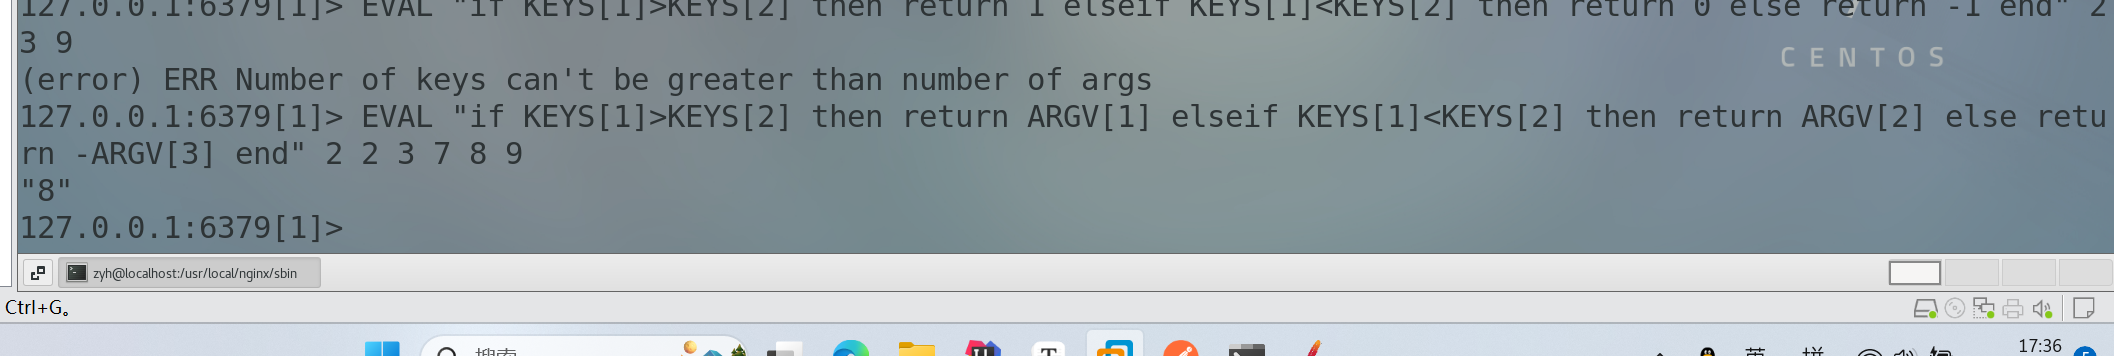 127.0.0.1:6379[1]> EVAL "if KEYS[1]>KEYS[2] then return 1 elseif KEYS[1]<KEYS[2] then return 0 else return -1 end" 2
3 9
CENTOS
(error) ERR Number of keys can't be greater than number of args
127.0.0.1:6379[1]> EVAL "if KEYS[1]>KEYS[2] then return ARGV[1] elseif KEYS[1]<KEYS[2] then return ARGV[2] else retu
rn -ARGV[3] end" 2 2 3 7 8 9
"8"
127.0.0.1:6379[1]>
zyh@localhost:/usr/local/nginx/sbin
Ctrl+G。
搜索
英
拼
17:36